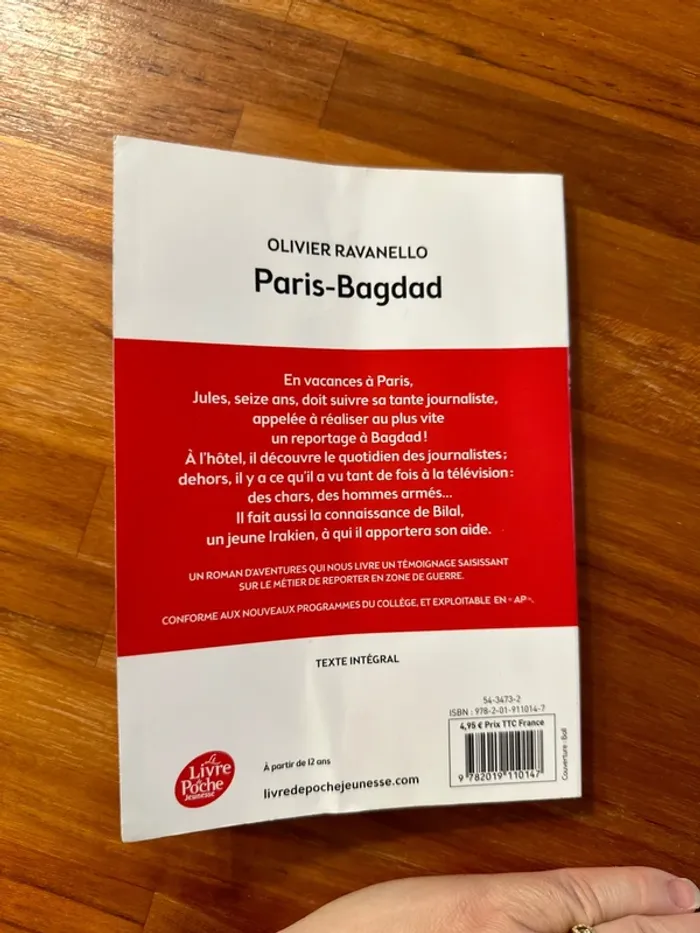 OLIVIER RAVANELLO
Paris-Bagdad
En vacances à Paris,
Jules, seize ans, doit suivre sa tante journaliste,
appelée à réaliser au plus vite
un reportage à Bagdad !
À l'hôtel, il découvre le quotidien des journalistes ;
dehors, il y a ce qu'il a vu tant de fois à la télévision :
des chars, des hommes armés...
Il fait aussi la connaissance de Bilal,
un jeune Irakien, à qui il apportera son aide.
UN ROMAN D'AVENTURES QUI NOUS LIVRE UN TÉMOIGNAGE SAISISSANT
SUR LE MÉTIER DE REPORTER EN ZONE DE GUERRE.
CONFORME AUX NOUVEAUX PROGRAMMES DU COLLÈGE, ET EXPLOITABLE EN « AP ».
TEXTE INTÉGRAL
54-3473-2
ISBN : 978-2-01-911014-7
4,95 € Prix TTC France
9 782019 110147
Couverture : Boll
Le
Livre
de
Poche
Jeunesse
À partir de 12 ans
livredepochejeunesse.com